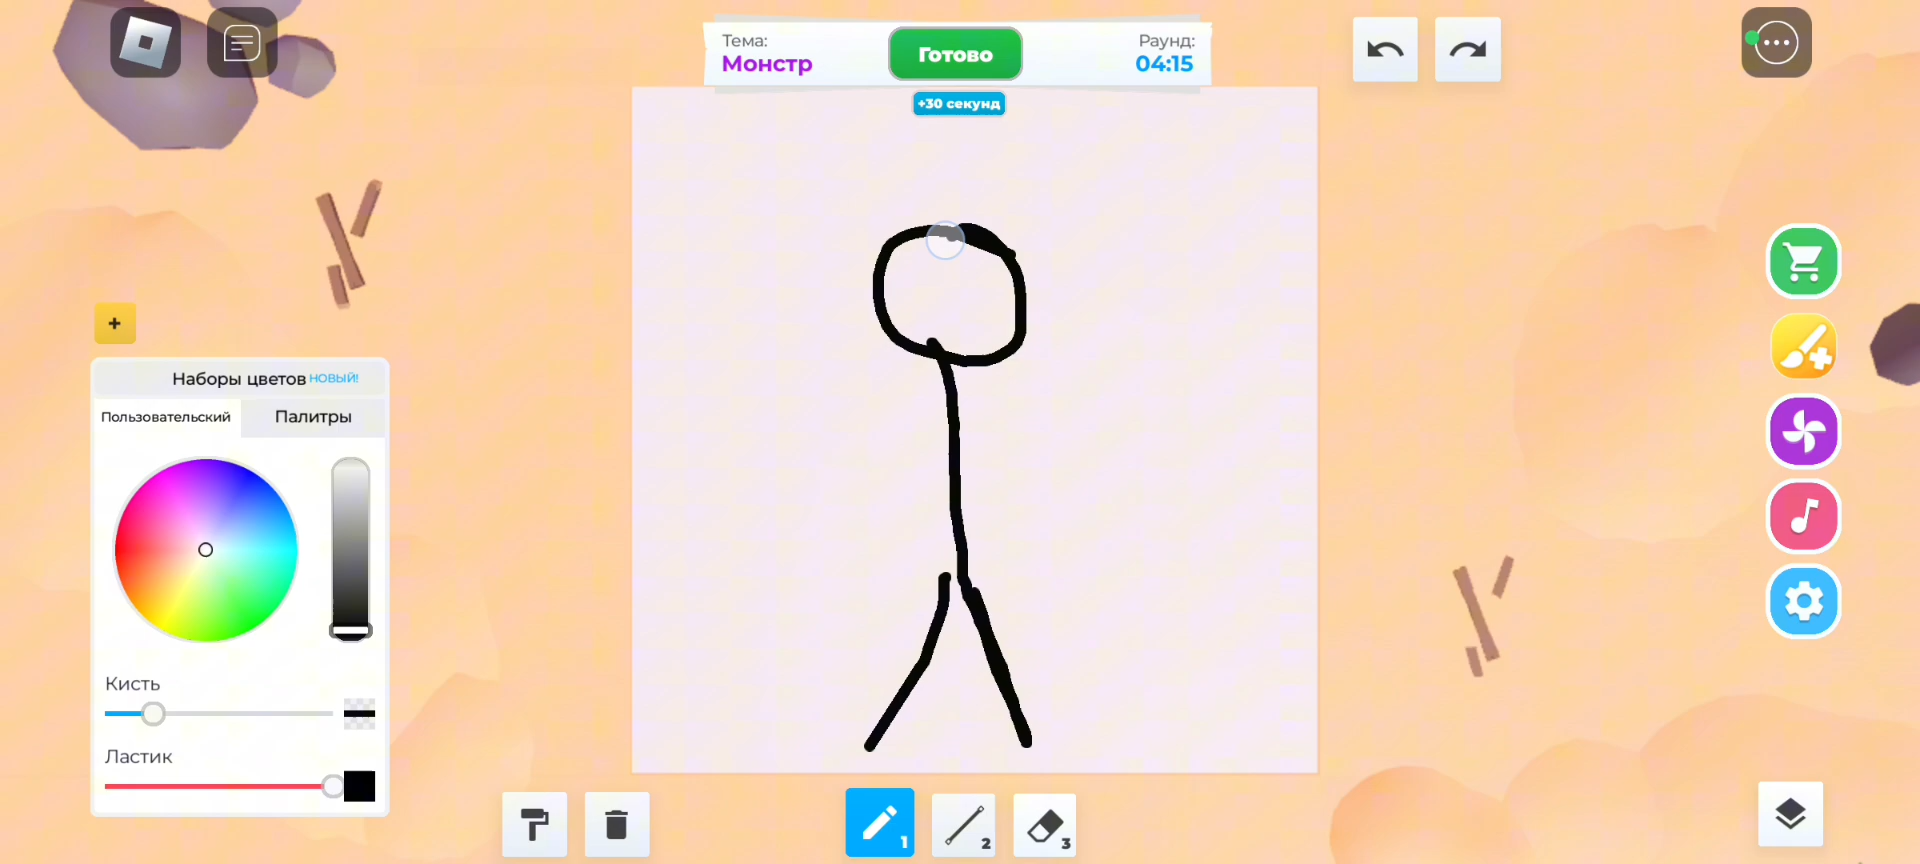 Тема:
Монстр
Готово
Раунд:
04:15
+30 секунд
+
Наборы цветов НОВЫЙ!
Пользовательский
Палитры
Кисть
Ластик
1
2
3